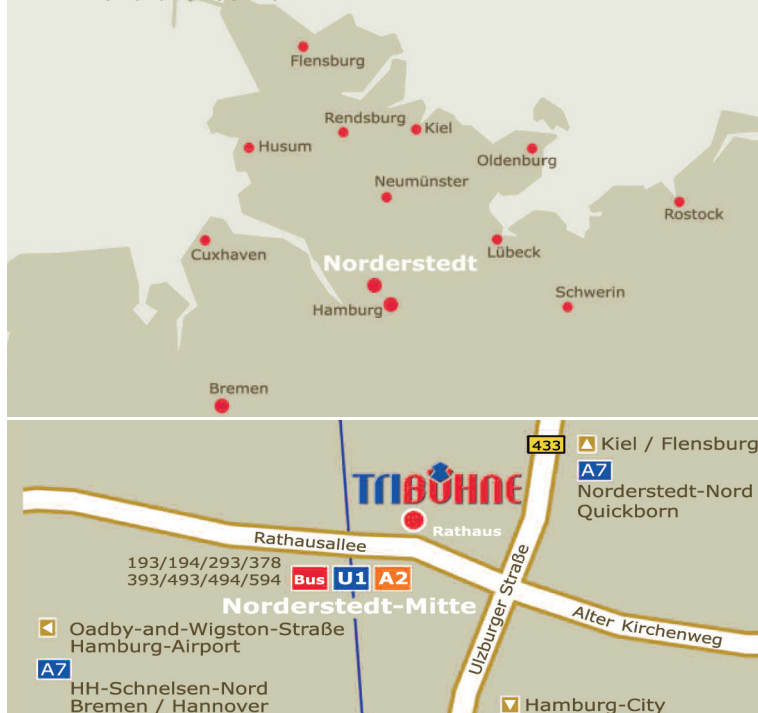 Flensburg
Rendsburg
Kiel
Husum
Oldenburg
Neumünster
Rostock
Cuxhaven
Lübeck
Norderstedt
Schwerin
Hamburg
Bremen
433
Kiel / Flensburg
A7
Norderstedt-Nord
Quickborn
TRIBÜHNE
Rathaus
Rathausallee
193/194/293/378
393/493/494/594
Bus U1 A2
Norderstedt-Mitte
Ulzburger Straße
Alter Kirchenweg
Oadby-and-Wigston-Straße
Hamburg-Airport
A7
HH-Schnelsen-Nord
Bremen / Hannover
Hamburg-City